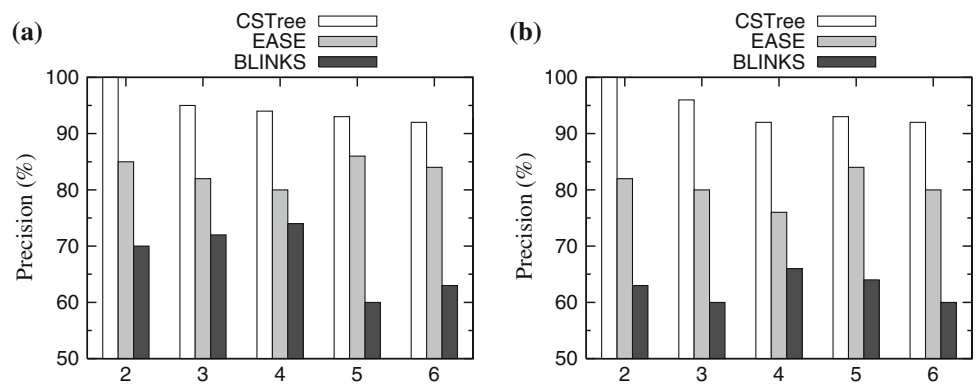 (a)
CSTree
EASE
BLINKS
Precision (%)
100
90
80
70
60
50
2 3 4 5 6
(b)
CSTree
EASE
BLINKS
Precision (%)
100
90
80
70
60
50
2 3 4 5 6